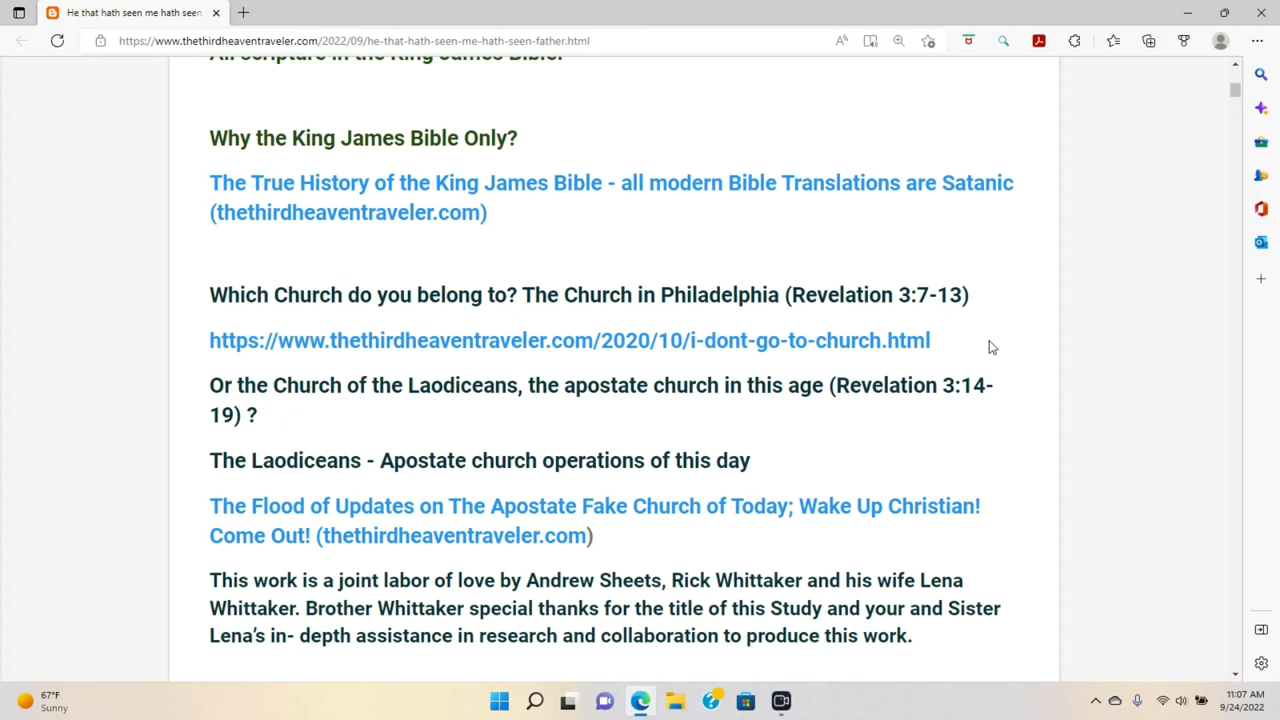 He that hath seen me hath seen
https://www.thethirdheaventraveler.com/2022/09/he-that-hath-seen-me-hath-seen-father.html
All scripture in the King James Bible.
Why the King James Bible Only?
The True History of the King James Bible - all modern Bible Translations are Satanic
(thethirdheaventraveler.com)
Which Church do you belong to? The Church in Philadelphia (Revelation 3:7-13)
https://www.thethirdheaventraveler.com/2020/10/i-dont-go-to-church.html
Or the Church of the Laodiceans, the apostate church in this age (Revelation 3:14-
19) ?
The Laodiceans - Apostate church operations of this day
The Flood of Updates on The Apostate Fake Church of Today; Wake Up Christian!
Come Out! (thethirdheaventraveler.com)
This work is a joint labor of love by Andrew Sheets, Rick Whittaker and his wife Lena
Whittaker. Brother Whittaker special thanks for the title of this Study and your and Sister
Lena’s in- depth assistance in research and collaboration to produce this work.
67°F
Sunny
11:07 AM
9/24/2022